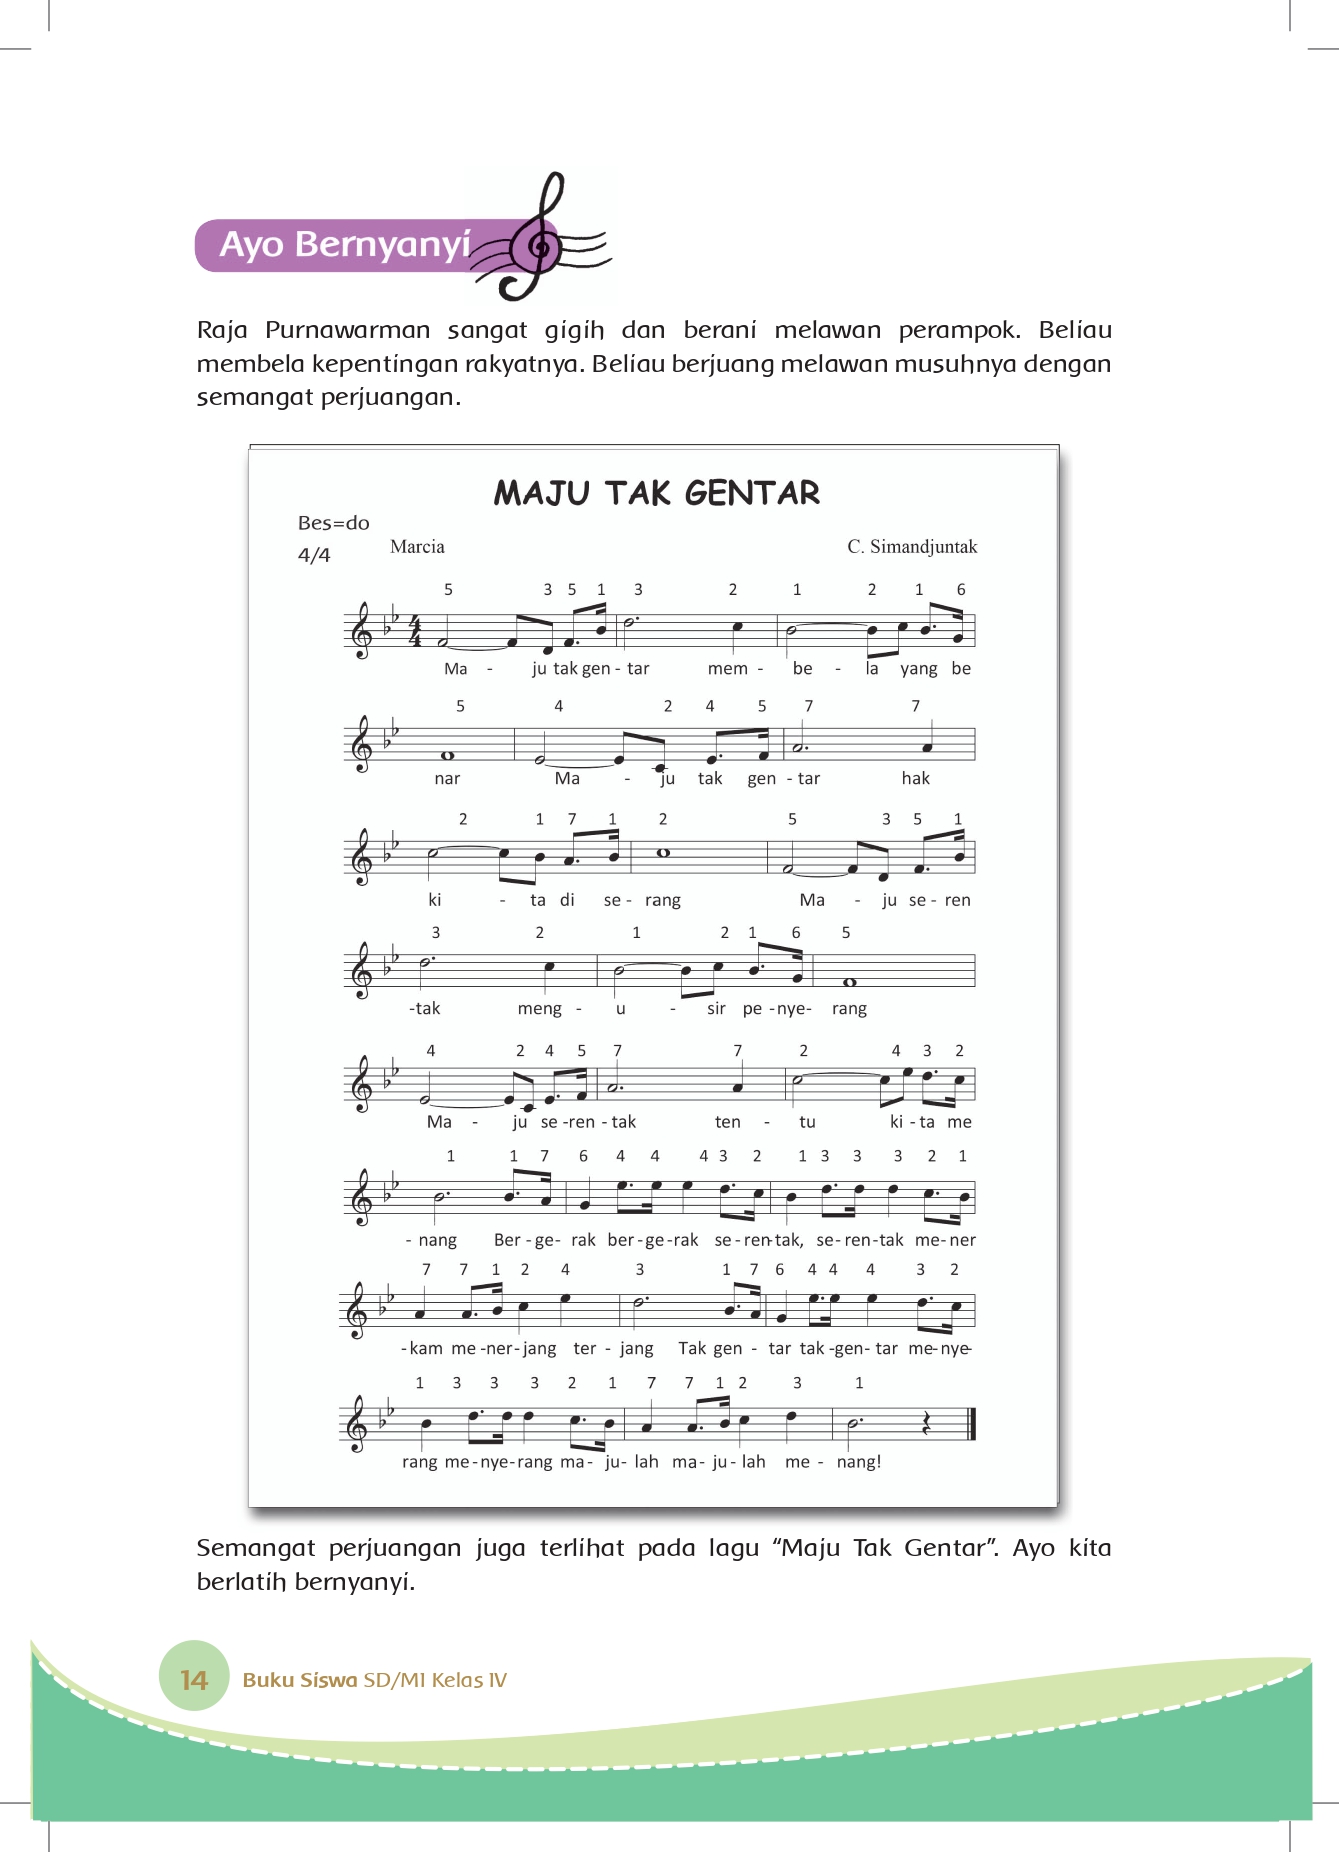 Ayo Bernyanyi
Raja Purnawarman sangat gigih dan berani melawan perampok. Beliau
membela kepentingan rakyatnya. Beliau berjuang melawan musuhnya dengan
semangat perjuangan.
MAJU TAK GENTAR
Bes=do
4/4 Marcia C. Simandjuntak
5 3 5 1 3 2 1 2 1 6
4
4
Ma - ju tak gen - tar mem - be - la yang be
5 4 2 4 5 7 7
nar Ma - ju tak gen - tar hak
2 1 7 1 2 5 3 5 1
ki - ta di se - rang Ma - ju se - ren
3 2 1 2 1 6 5
-tak meng - u - sir pe -nye- rang
4 2 4 5 7 7 2 4 3 2
Ma - ju se -ren - tak ten - tu ki - ta me
1 1 7 6 4 4 4 3 2 1 3 3 3 2 1
- nang Ber - ge- rak ber - ge - rak se - ren-tak, se - ren - tak me- ner
7 7 1 2 4 3 1 7 6 4 4 4 3 2
- kam me -ner - jang ter - jang Tak gen - tar tak -gen- tar me-nye-
1 3 3 3 2 1 7 7 1 2 3 1
rang me - nye - rang ma - ju- lah ma- ju - lah me - nang!
Semangat perjuangan juga terlihat pada lagu “Maju Tak Gentar”. Ayo kita
berlatih bernyanyi.
14 Buku Siswa SD/MI Kelas IV